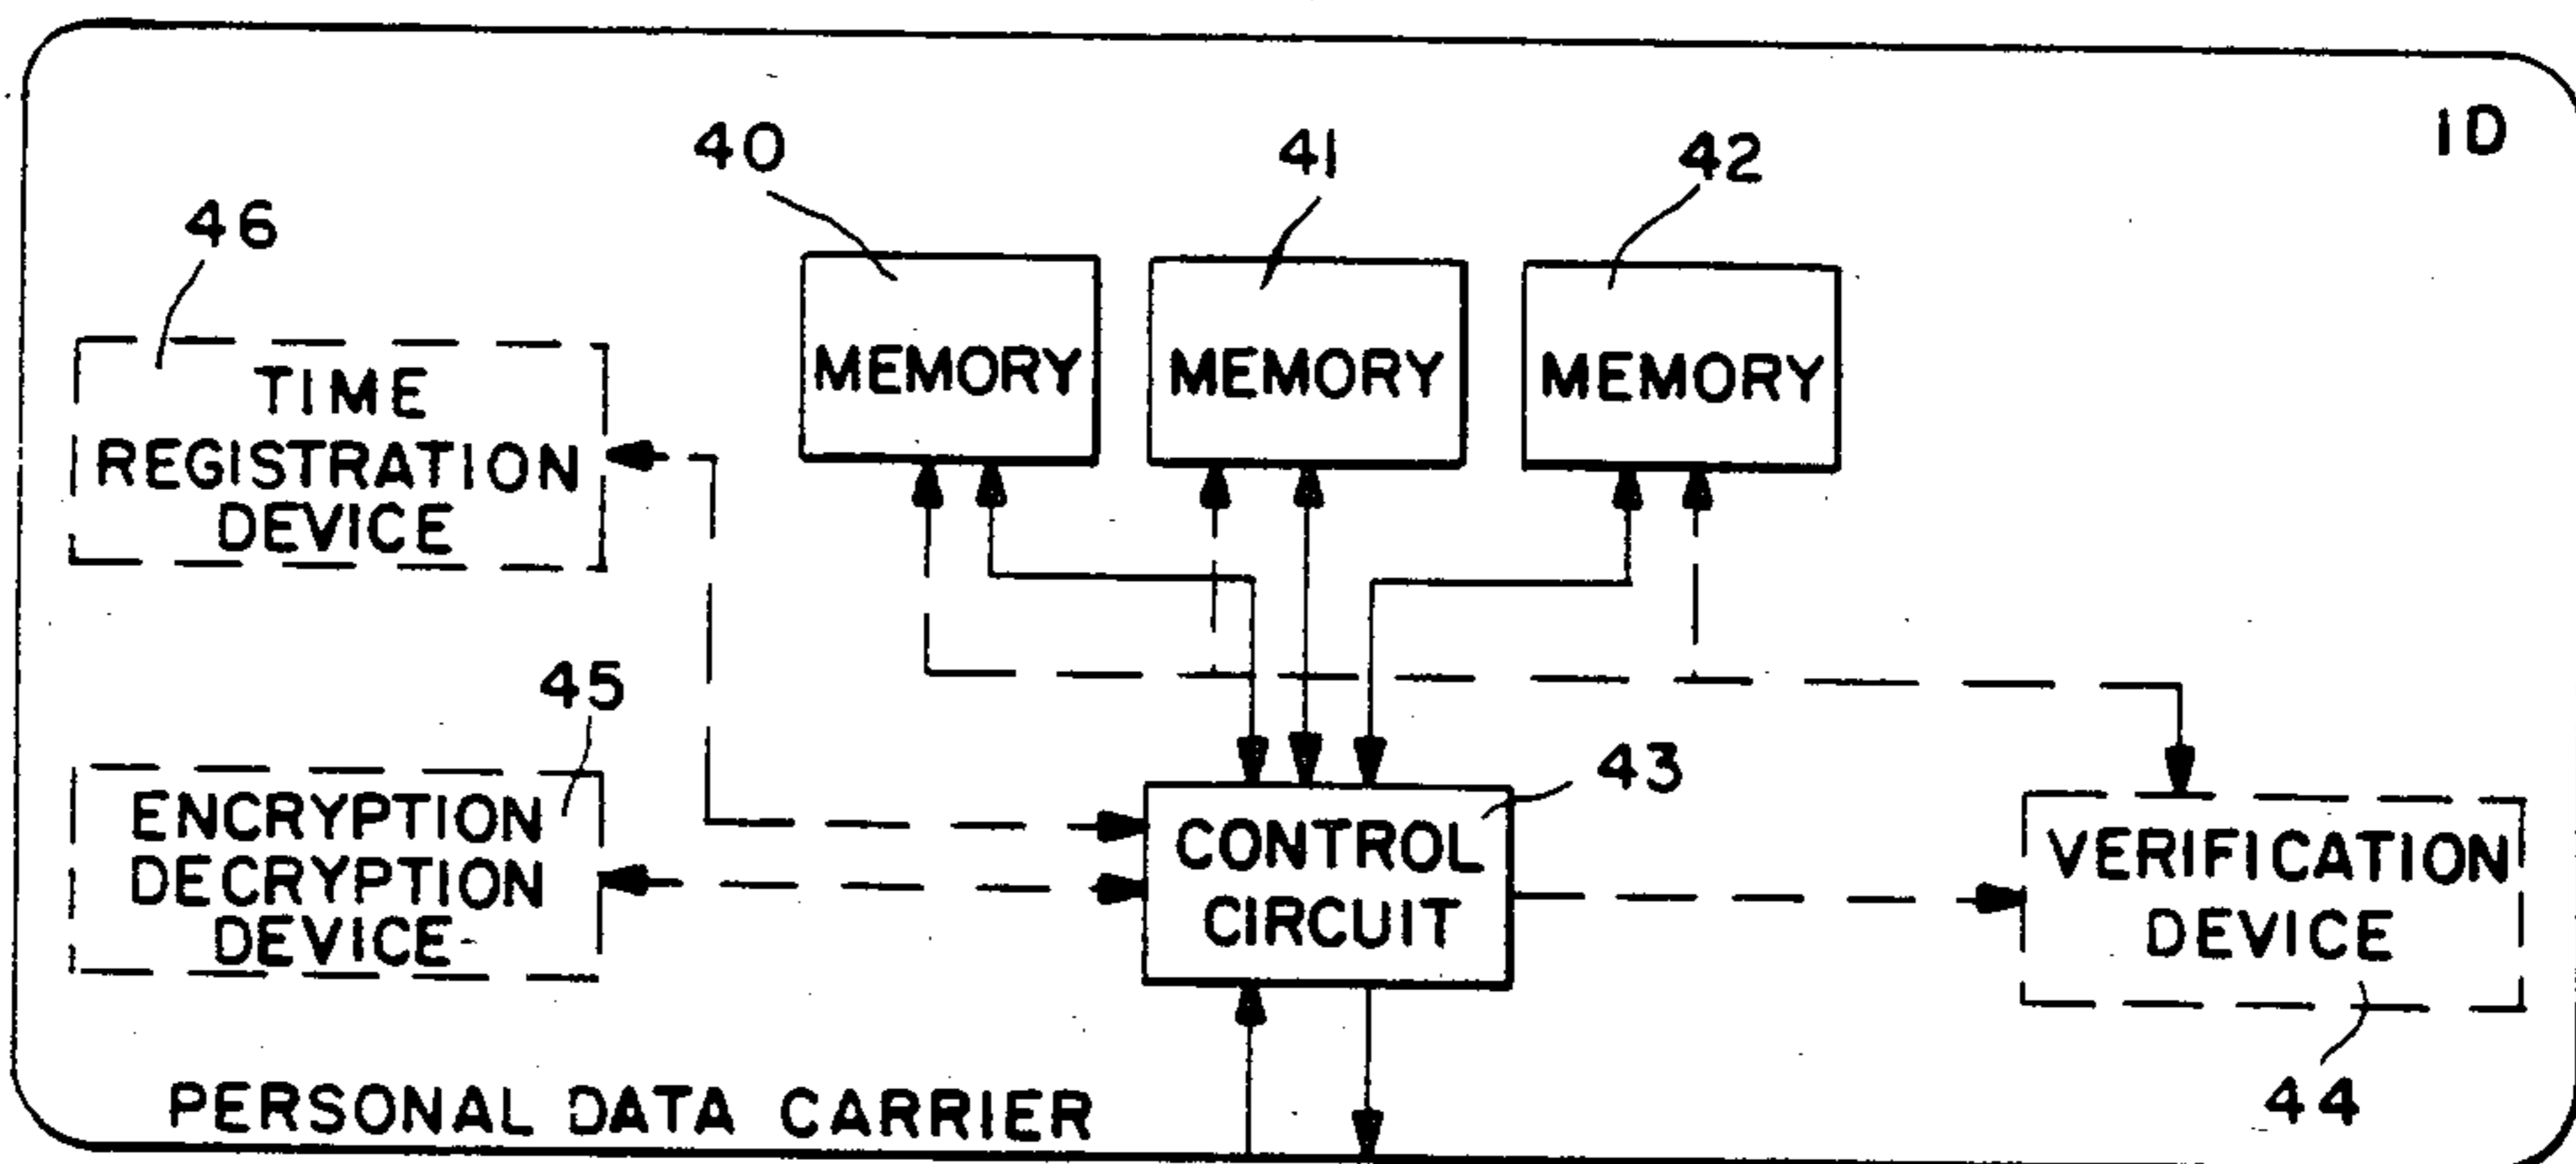 1D
40
41
42
46
MEMORY
MEMORY
MEMORY
TIME
REGISTRATION
DEVICE
45
43
ENCRYPTION
DECRYPTION
DEVICE
CONTROL
CIRCUIT
VERIFICATION
DEVICE
44
PERSONAL DATA CARRIER